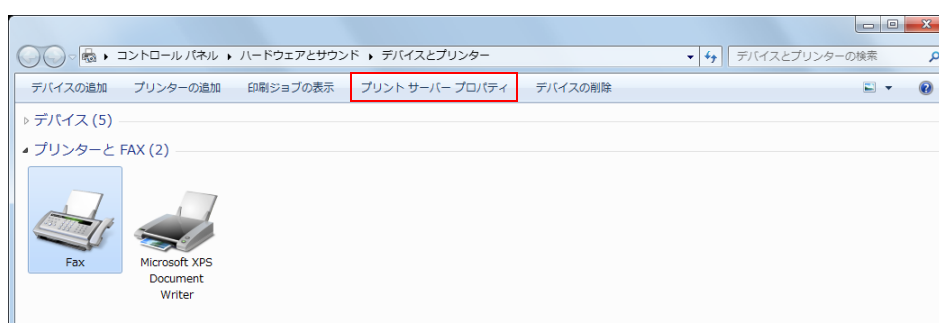 コントロール パネル ▸ ハードウェアとサウンド ▸ デバイスとプリンター
デバイスとプリンターの検索
デバイスの追加 プリンターの追加 印刷ジョブの表示 プリント サーバー プロパティ デバイスの削除
デバイス (5)
プリンターと FAX (2)
Fax
Microsoft XPS
Document
Writer